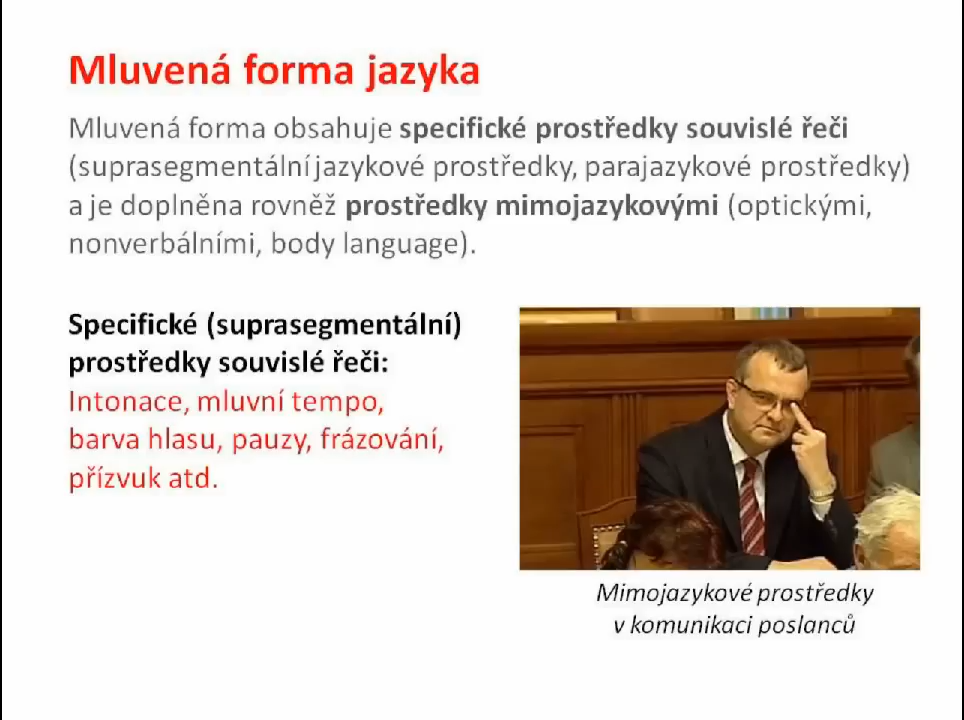 Mluvená forma jazyka
Mluvená forma obsahuje specifické prostředky souvislé řeči
(suprasegmentální jazykové prostředky, parajazykové prostředky)
a je doplněna rovněž prostředky mimojazykovými (optickými,
nonverbálními, body language).
Specifické (suprasegmentální)
prostředky souvislé řeči:
Intonace, mluvní tempo,
barva hlasu, pauzy, frázování,
přízvuk atd.
Mimojazykové prostředky
v komunikaci poslanců